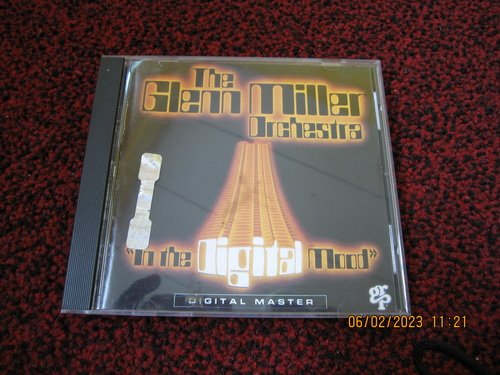 The
Glenn Miller
Orchestra
"In the Digital Mood"
DIGITAL MASTER
grp
06/02/2023 11:21